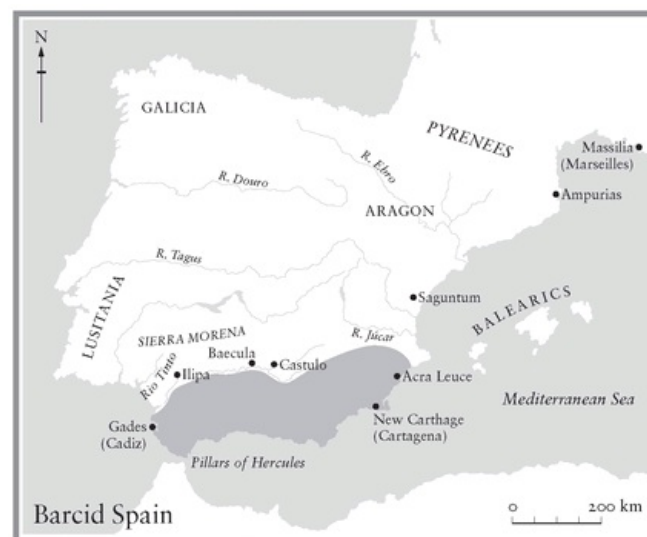 N
GALICIA
PYRENEES
Massilia
(Marseilles)
R. Ebro
R. Douro
Ampurias
ARAGON
R. Tagus
LUSITANIA
Saguntum
BALEARICS
SIERRA MORENA
R. Júcar
Baecula
Castulo
Rio Tinto
Ilipa
Acra Leuce
Mediterranean Sea
New Carthage
(Cartagena)
Gades
(Cadiz)
Pillars of Hercules
Barcid Spain
0 200 km